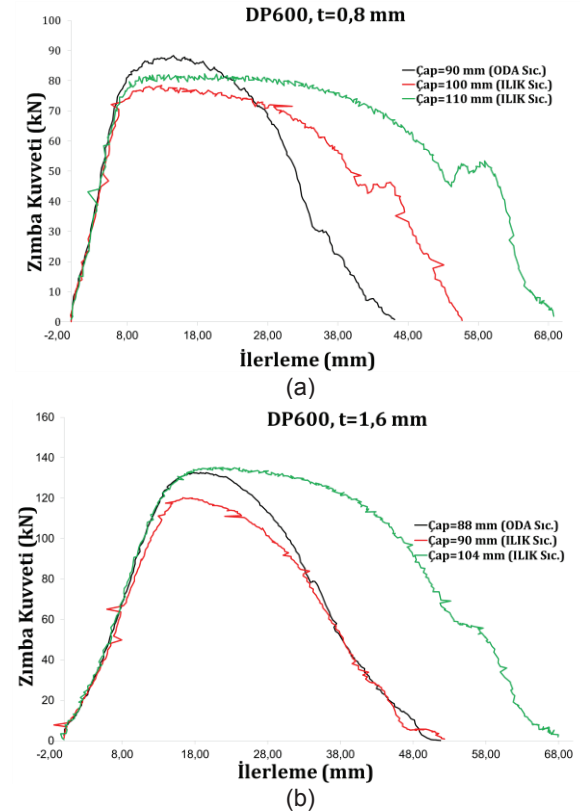 DP600, t=0,8 mm
100
90
80
70
60
50
40
30
20
10
0
Zımba Kuvveti (kN)
Çap=90 mm (ODA Sıc.)
Çap=100 mm (ILIK Sıc.)
Çap=110 mm (ILIK Sıc.)
-2,00 8,00 18,00 28,00 38,00 48,00 58,00 68,00
İlerleme (mm)
(a)
DP600, t=1,6 mm
160
140
120
100
80
60
40
20
0
Zımba Kuvveti (kN)
Çap=88 mm (ODA Sıc.)
Çap=90 mm (ILIK Sıc.)
Çap=104 mm (ILIK Sıc.)
-2,00 8,00 18,00 28,00 38,00 48,00 58,00 68,00
İlerleme (mm)
(b)